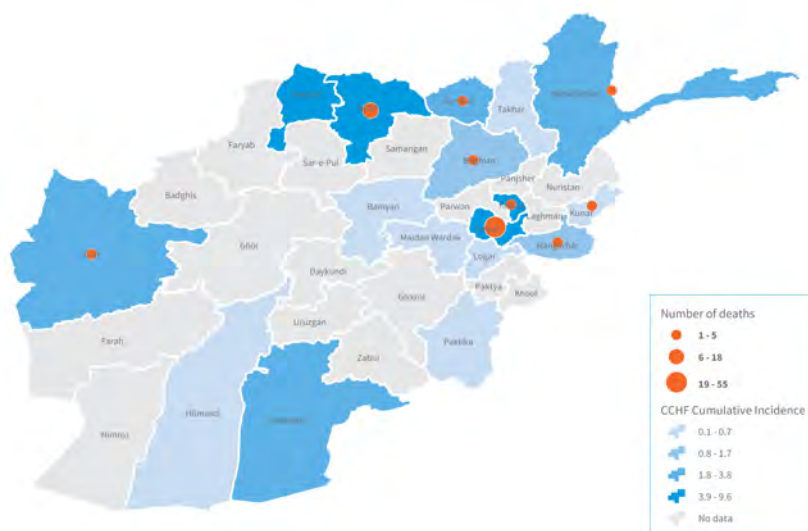 Takhar
Faryab
Samangan
Sar-e-Pul
Panjsher
Nuristan
Badghis
Bamyan
Parwan
Laghman
Kunar
Maidan Wardak
Ghor
Logar
Nangarhar
Daykundi
Paktya
Khost
Ghazni
Uruzgan
Farah
Zabul
Paktika
Hilmand
Nimroz
Number of deaths
1 - 5
6 - 18
19 - 55
CCHF Cumulative Incidence
0.1 - 0.7
0.8 - 1.7
1.8 - 3.8
3.9 - 9.6
No data